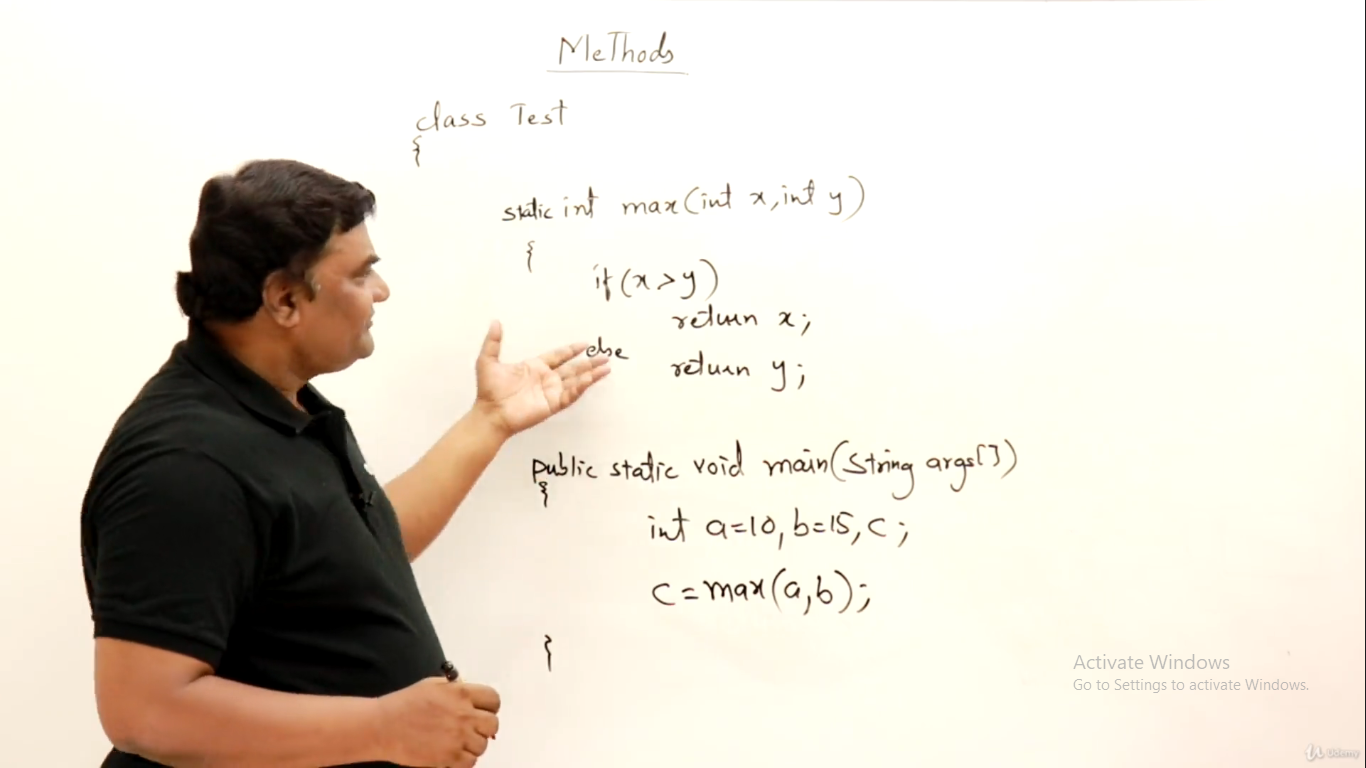 Methods
class Test
{
static int max(int x, int y)
{
if(x>y)
return x;
else
return y;
public static void main(String args[])
{
int a=10, b=15, c;
c=max(a,b);
}
Activate Windows
Go to Settings to activate Windows.
Udemy